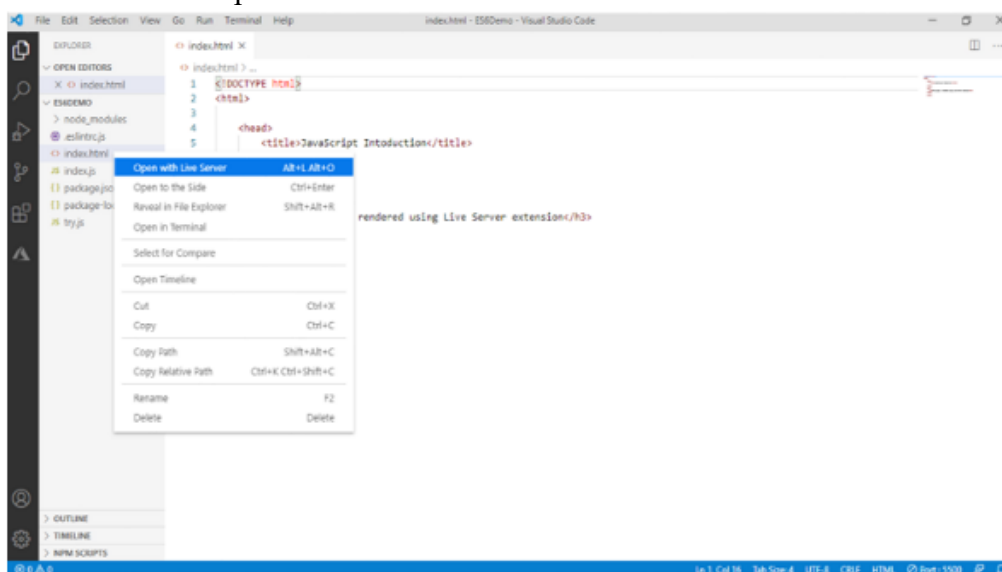 File Edit Selection View Go Run Terminal Help index.html - ES6Demo - Visual Studio Code
EXPLORER
OPEN EDITORS
index.html
ES6DEMO
node_modules
.eslintrc.js
index.html
index.js
package.jso
package-lo
try.js
OUTLINE
TIMELINE
NPM SCRIPTS
index.html
index.html > ...
1 <!DOCTYPE html>
2 <html>
3
4 <head>
5 <title>JavaScript Intoduction</title>
rendered using Live Server extension</h3>
Open with Live Server Alt+L Alt+O
Open to the Side Ctrl+Enter
Reveal in File Explorer Shift+Alt+R
Open in Terminal
Select for Compare
Open Timeline
Cut Ctrl+X
Copy Ctrl+C
Copy Path Shift+Alt+C
Copy Relative Path Ctrl+K Ctrl+Shift+C
Rename F2
Delete Delete
0 0 Ln 1, Col 16 Tab Size: 4 UTF-8 CRLF HTML Port : 5500